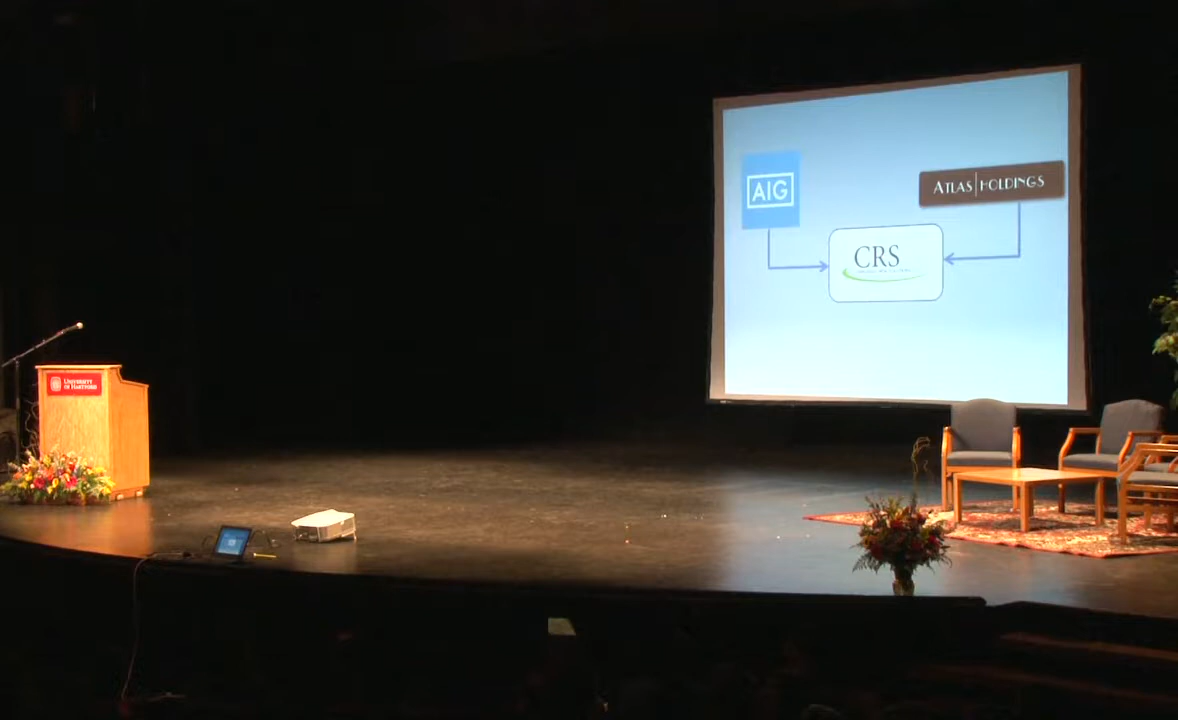 AIG
ATLAS HOLDINGS
CRS
UNIVERSITY
OF HARTFORD